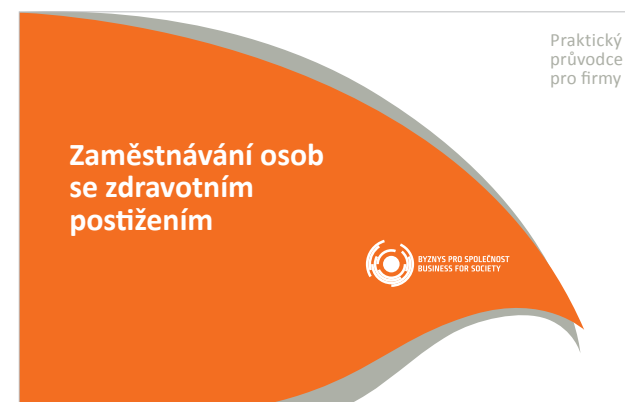 Praktický
průvodce
pro firmy
Zaměstnávání osob
se zdravotním
postižením
BYZNYS PRO SPOLEČNOST
BUSINESS FOR SOCIETY